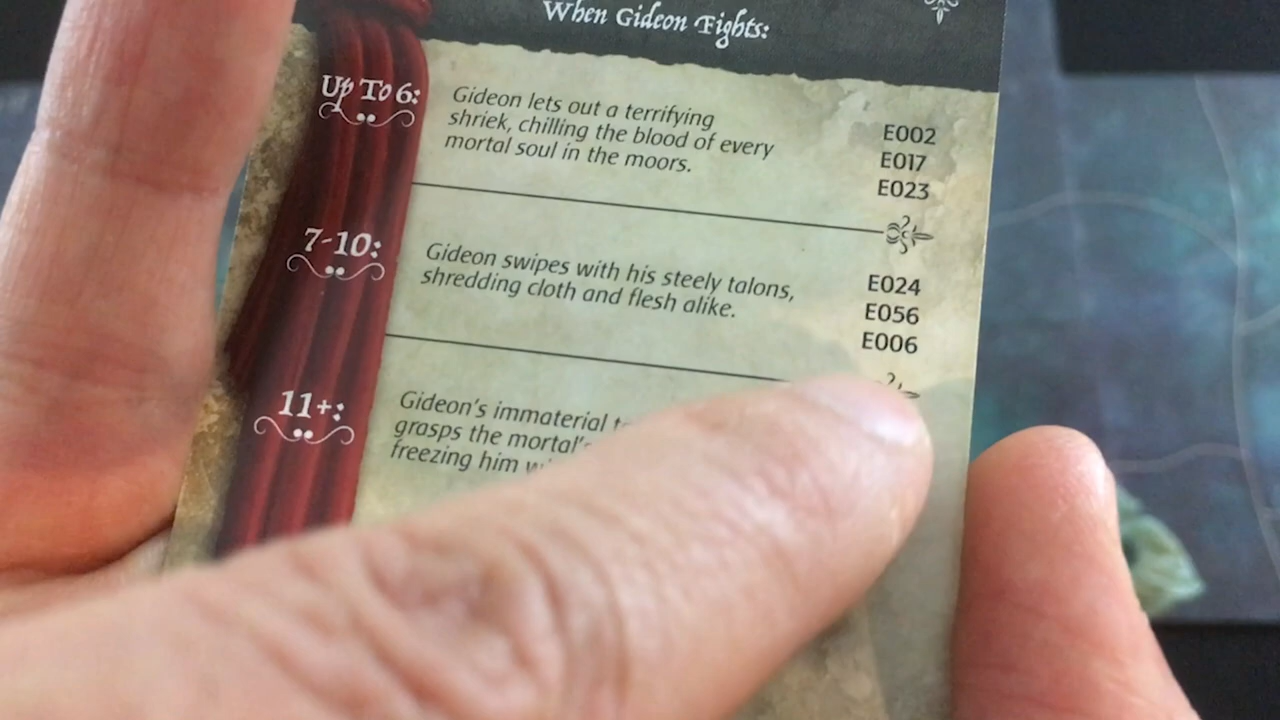 When Gideon Fights:
Up To 6:
Gideon lets out a terrifying
shriek, chilling the blood of every
mortal soul in the moors.
E002
E017
E023
7-10:
Gideon swipes with his steely talons,
shredding cloth and flesh alike.
E024
E056
E006
11+:
Gideon's immaterial
grasps the mortal's
freezing him